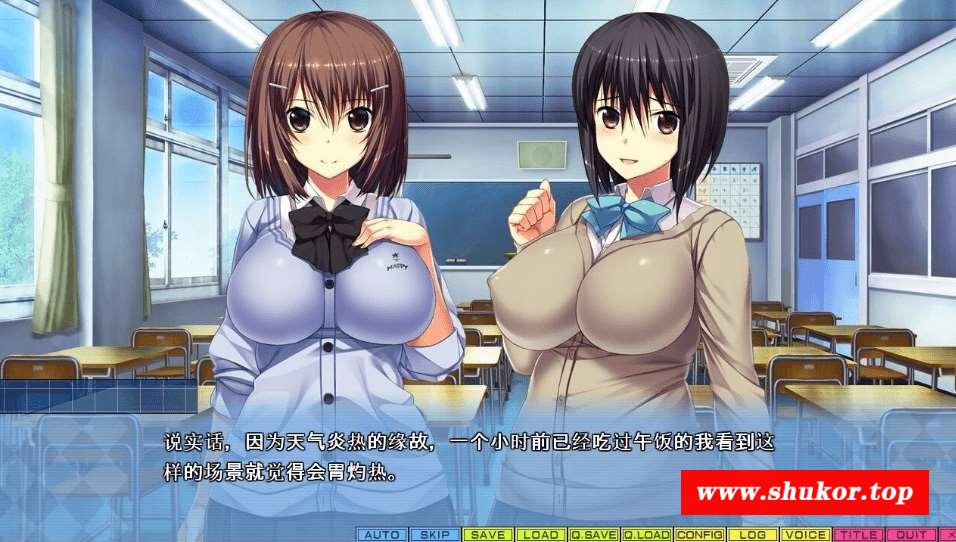 HAPPY
说实话，因为天气炎热的缘故，一个小时前已经吃过午饭的我看到这
样的场景就觉得会胃灼热。
www.shukor.top
AUTO SKIP SAVE LOAD Q.SAVE Q.LOAD CONFIG LOG VOICE TITLE QUIT ×